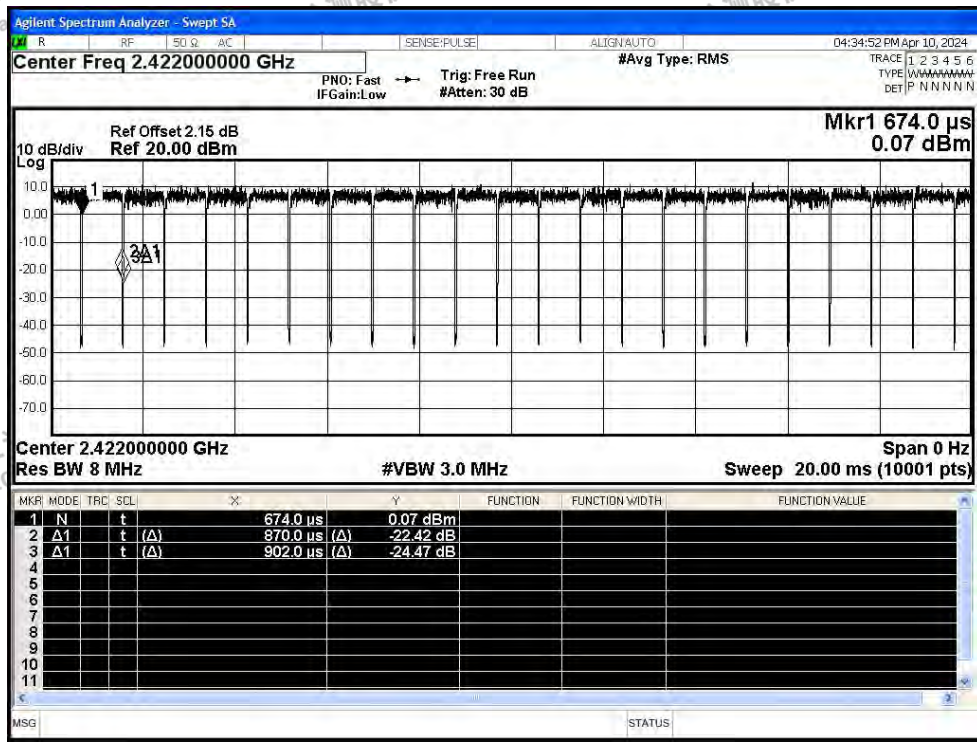 Agilent Spectrum Analyzer - Swept SA
R RF 50 Ω AC SENSE:PULSE ALIGN AUTO 04:34:52 PM Apr 10, 2024
Center Freq 2.422000000 GHz #Avg Type: RMS TRACE 1 2 3 4 5 6
PNO: Fast Trig: Free Run TYPE WWWWWW
IFGain:Low #Atten: 30 dB DET P N N N N N
Mkr1 674.0 µs
Ref Offset 2.15 dB
10 dB/div Ref 20.00 dBm 0.07 dBm
Log
10.0
1
0.00
-10.0
2Δ1
3Δ1
-20.0
-30.0
-40.0
-50.0
-60.0
-70.0
Center 2.422000000 GHz Span 0 Hz
Res BW 8 MHz #VBW 3.0 MHz Sweep 20.00 ms (10001 pts)
MKR MODE TRC SCL X Y FUNCTION FUNCTION WIDTH FUNCTION VALUE
1 N t 674.0 µs 0.07 dBm
2 Δ1 t (Δ) 870.0 µs (Δ) -22.42 dB
3 Δ1 t (Δ) 902.0 µs (Δ) -24.47 dB
4
5
6
7
8
9
10
11
MSG STATUS